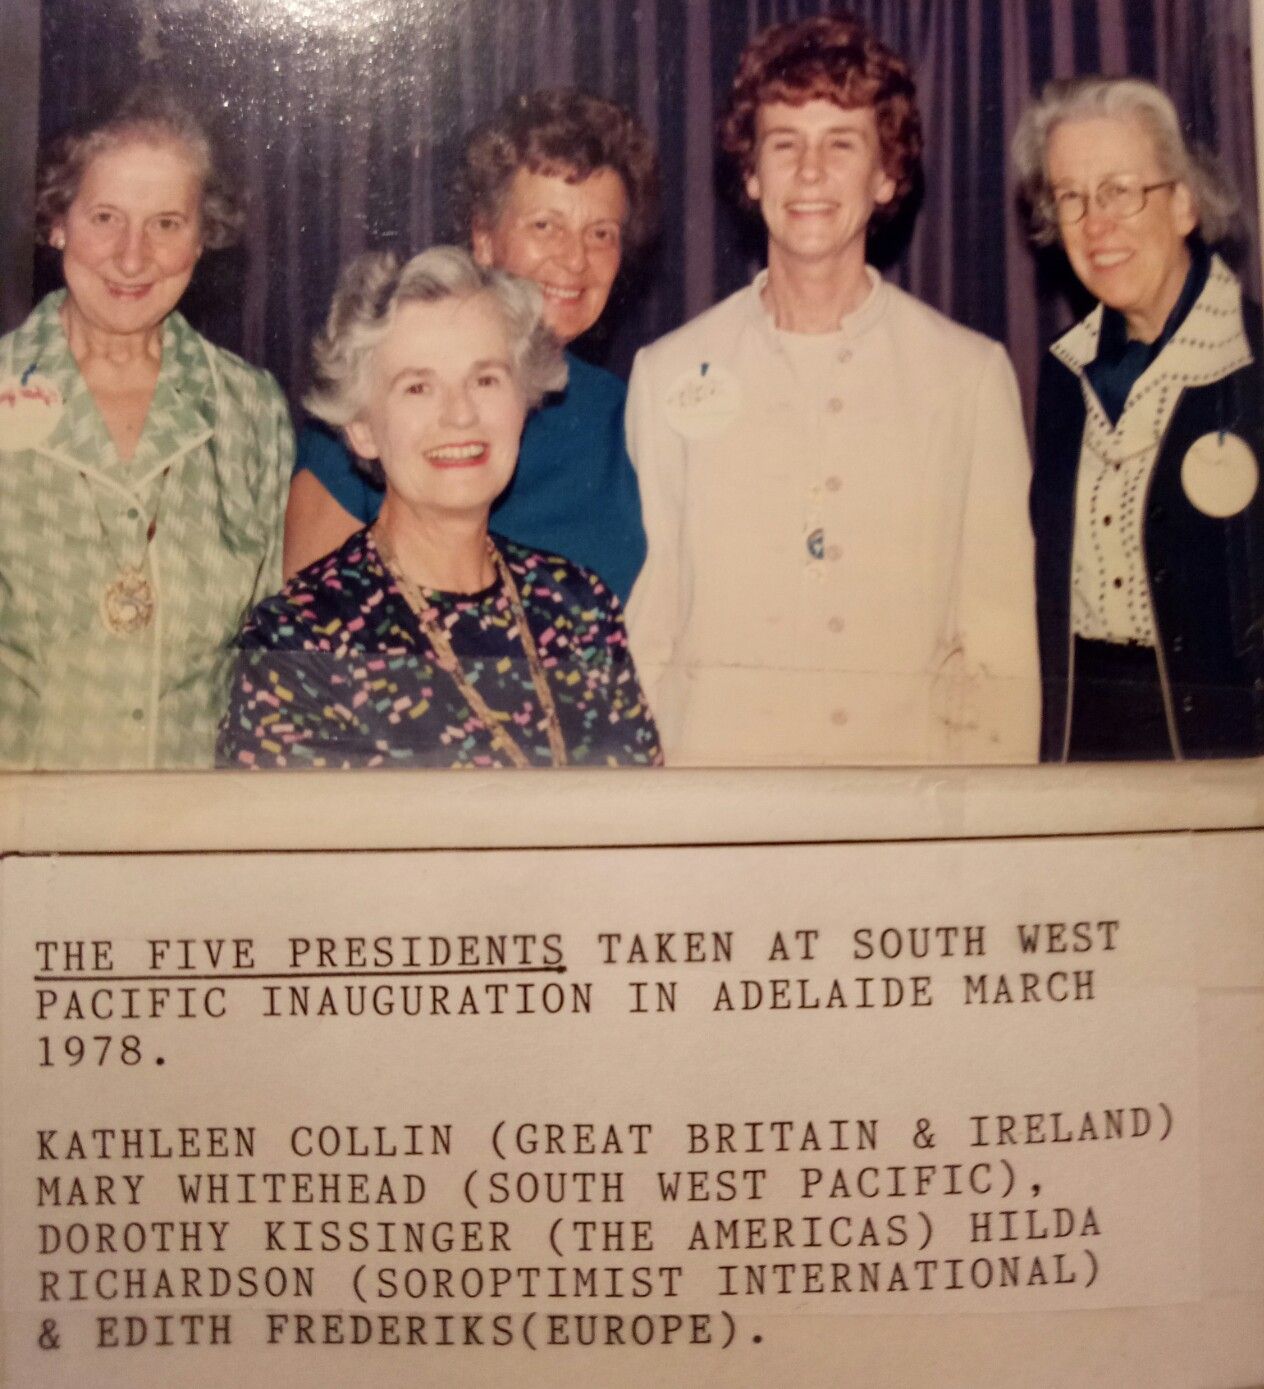 THE FIVE PRESIDENTS TAKEN AT SOUTH WEST
PACIFIC INAUGURATION IN ADELAIDE MARCH
1978.
KATHLEEN COLLIN (GREAT BRITAIN & IRELAND)
MARY WHITEHEAD (SOUTH WEST PACIFIC),
DOROTHY KISSINGER (THE AMERICAS) HILDA
RICHARDSON (SOROPTIMIST INTERNATIONAL)
& EDITH FREDERIKS(EUROPE).